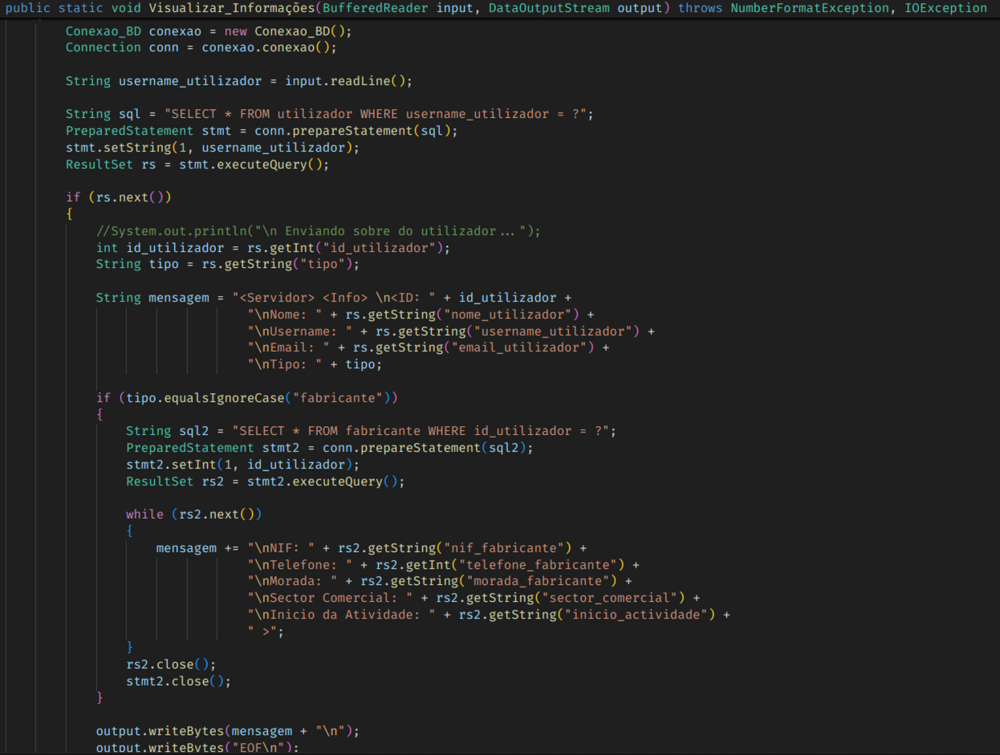 public static void Visualizar_Informações(BufferedReader input, DataOutputStream output) throws NumberFormatException, IOException
Conexao_BD conexao = new Conexao_BD();
Connection conn = conexao.conexao();
String username_utilizador = input.readLine();
String sql = "SELECT * FROM utilizador WHERE username_utilizador = ?";
PreparedStatement stmt = conn.prepareStatement(sql);
stmt.setString(1, username_utilizador);
ResultSet rs = stmt.executeQuery();
if (rs.next())
{
//System.out.println("\n Enviando sobre do utilizador...");
int id_utilizador = rs.getInt("id_utilizador");
String tipo = rs.getString("tipo");
String mensagem = "<Servidor> <Info> \n<ID: " + id_utilizador +
"\nNome: " + rs.getString("nome_utilizador") +
"\nUsername: " + rs.getString("username_utilizador") +
"\nEmail: " + rs.getString("email_utilizador") +
"\nTipo: " + tipo;
if (tipo.equalsIgnoreCase("fabricante"))
{
String sql2 = "SELECT * FROM fabricante WHERE id_utilizador = ?";
PreparedStatement stmt2 = conn.prepareStatement(sql2);
stmt2.setInt(1, id_utilizador);
ResultSet rs2 = stmt2.executeQuery();
while (rs2.next())
{
mensagem += "\nNIF: " + rs2.getString("nif_fabricante") +
"\nTelefone: " + rs2.getInt("telefone_fabricante") +
"\nMorada: " + rs2.getString("morada_fabricante") +
"\nSector Comercial: " + rs2.getString("sector_comercial") +
"\nInicio da Atividade: " + rs2.getString("inicio_actividade") +
" >";
}
rs2.close();
stmt2.close();
}
output.writeBytes(mensagem + "\n");
output.writeBytes("EOF\n");